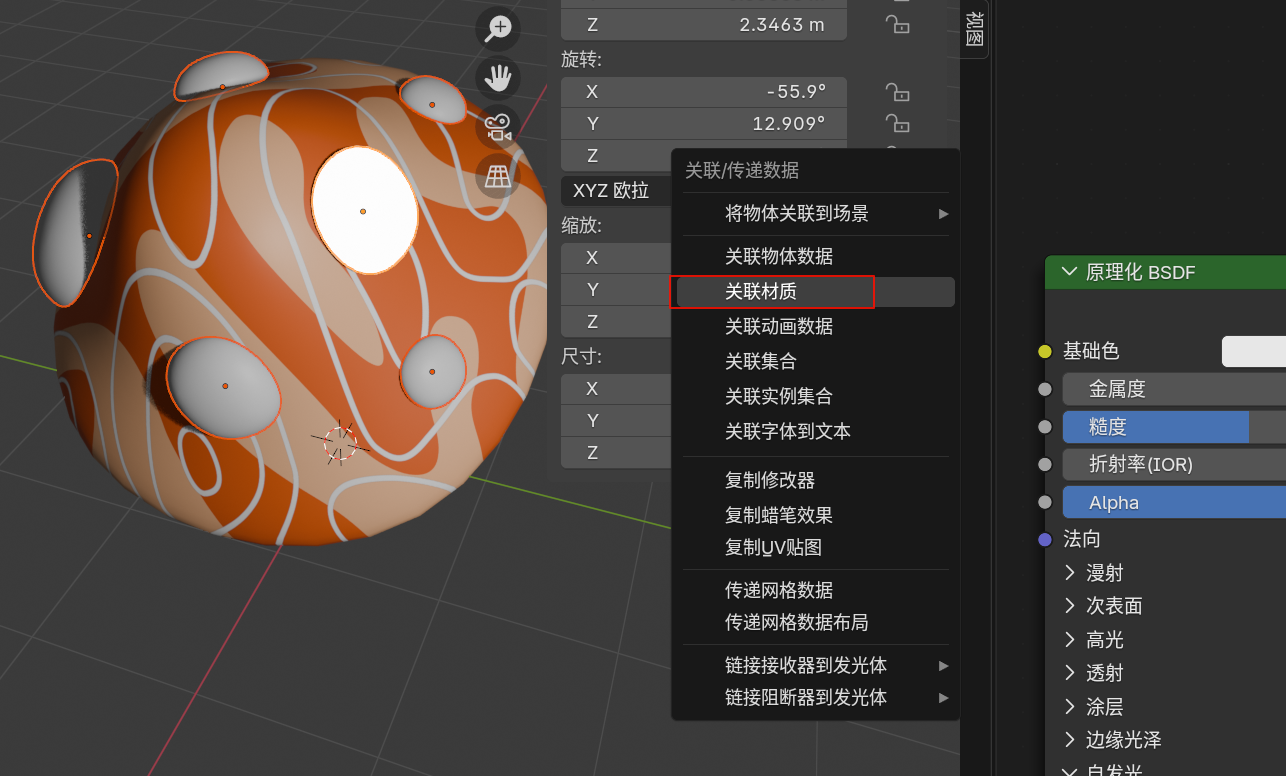 Z 2.3463 m
旋转:
X -55.9°
Y 12.909°
Z
XYZ 欧拉
缩放:
X
Y
Z
尺寸:
X
Y
Z
视图
关联/传递数据
将物体关联到场景
关联物体数据
关联材质
关联动画数据
关联集合
关联实例集合
关联字体到文本
复制修改器
复制蜡笔效果
复制UV贴图
传递网格数据
传递网格数据布局
链接接收器到发光体
链接阻断器到发光体
原理化 BSDF
基础色
金属度
糙度
折射率(IOR)
Alpha
法向
漫射
次表面
高光
透射
涂层
边缘光泽
自发光